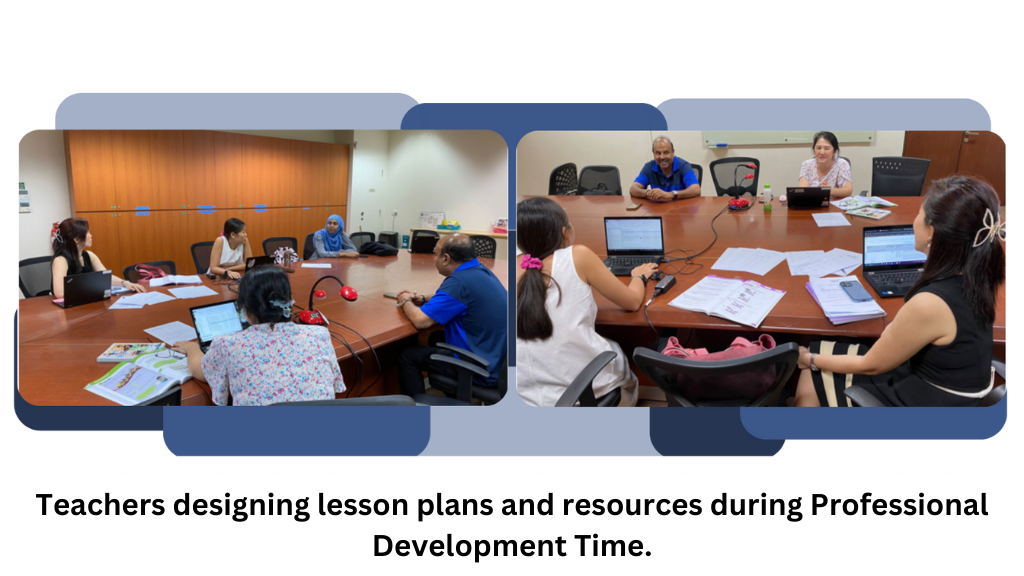 Teachers designing lesson plans and resources during Professional
Development Time.